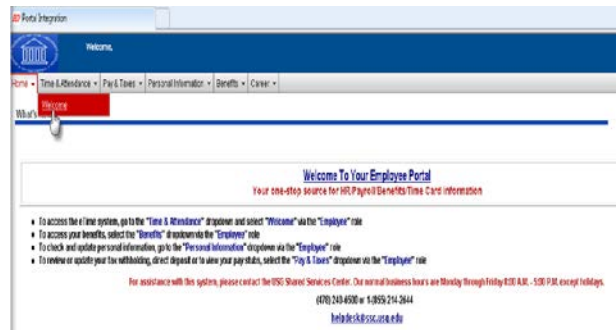 Portal Integration
Welcome,
Home Time & Attendance Pay & Taxes Personal Information Benefits Career
Welcome
What's
Welcome To Your Employee Portal
Your one-stop source for HR/Payroll/Benefits/Time Card information
To access the eTime system, go to the "Time & Attendance" dropdown and select "Welcome" via the "Employee" role
To access your benefits, select the "Benefits" dropdown via the "Employee" role
To check and update personal information, go to the "Personal Information" dropdown via the "Employee" role
To review or update your tax withholding, direct deposit or to view your pay stubs, select the "Pay & Taxes" dropdown via the "Employee" role
For assistance with this system, please contact the USG Shared Services Center. Our normal business hours are Monday through Friday 8:00 A.M. - 5:00 P.M. except holidays.
(478) 240-6500 or 1-(855) 214-2644
helpdesk@ssc.usg.edu